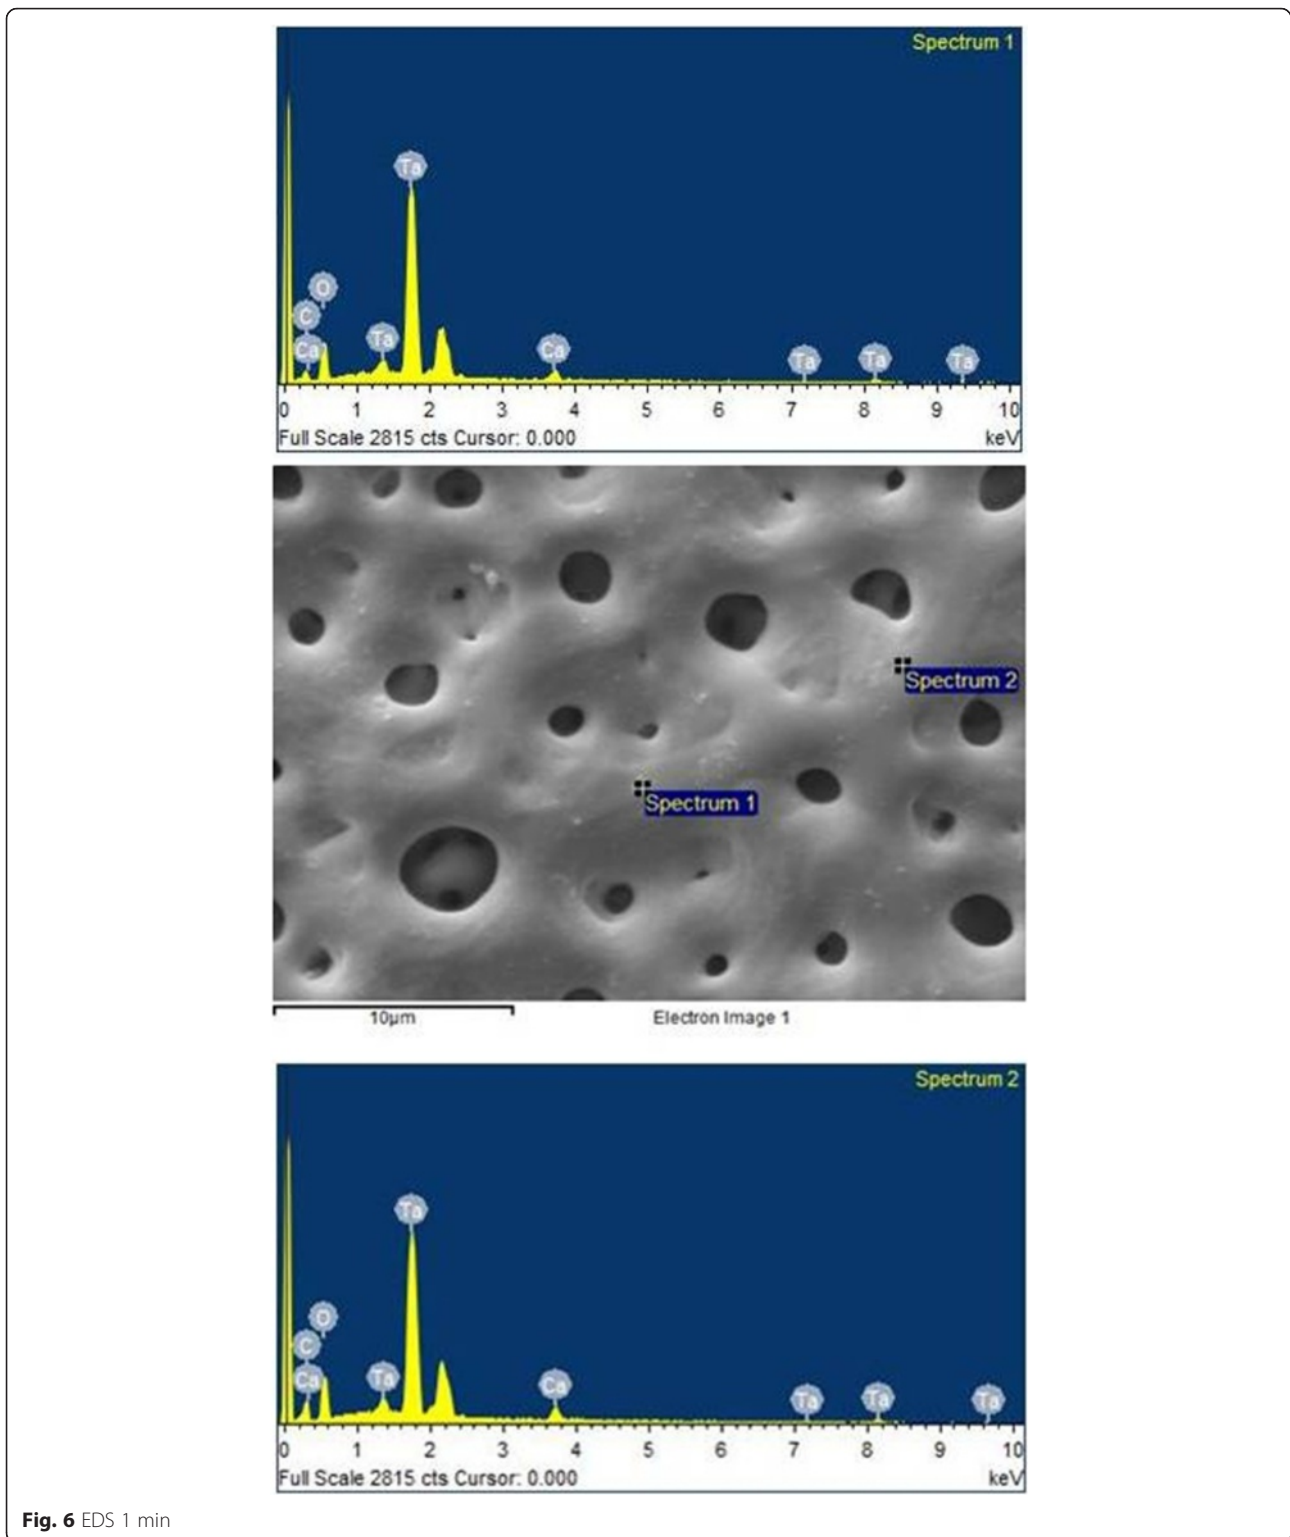 Spectrum 1
Ta
O
C
Ta
Ca
Ca
Ta
Ta
Ta
0 1 2 3 4 5 6 7 8 9 10
Full Scale 2815 cts Cursor: 0.000 keV
Spectrum 2
Spectrum 1
10µm Electron Image 1
Spectrum 2
Ta
O
C
Ca
Ta
Ca
Ta
Ta
Ta
0 1 2 3 4 5 6 7 8 9 10
Full Scale 2815 cts Cursor: 0.000 keV
Fig. 6 EDS 1 min